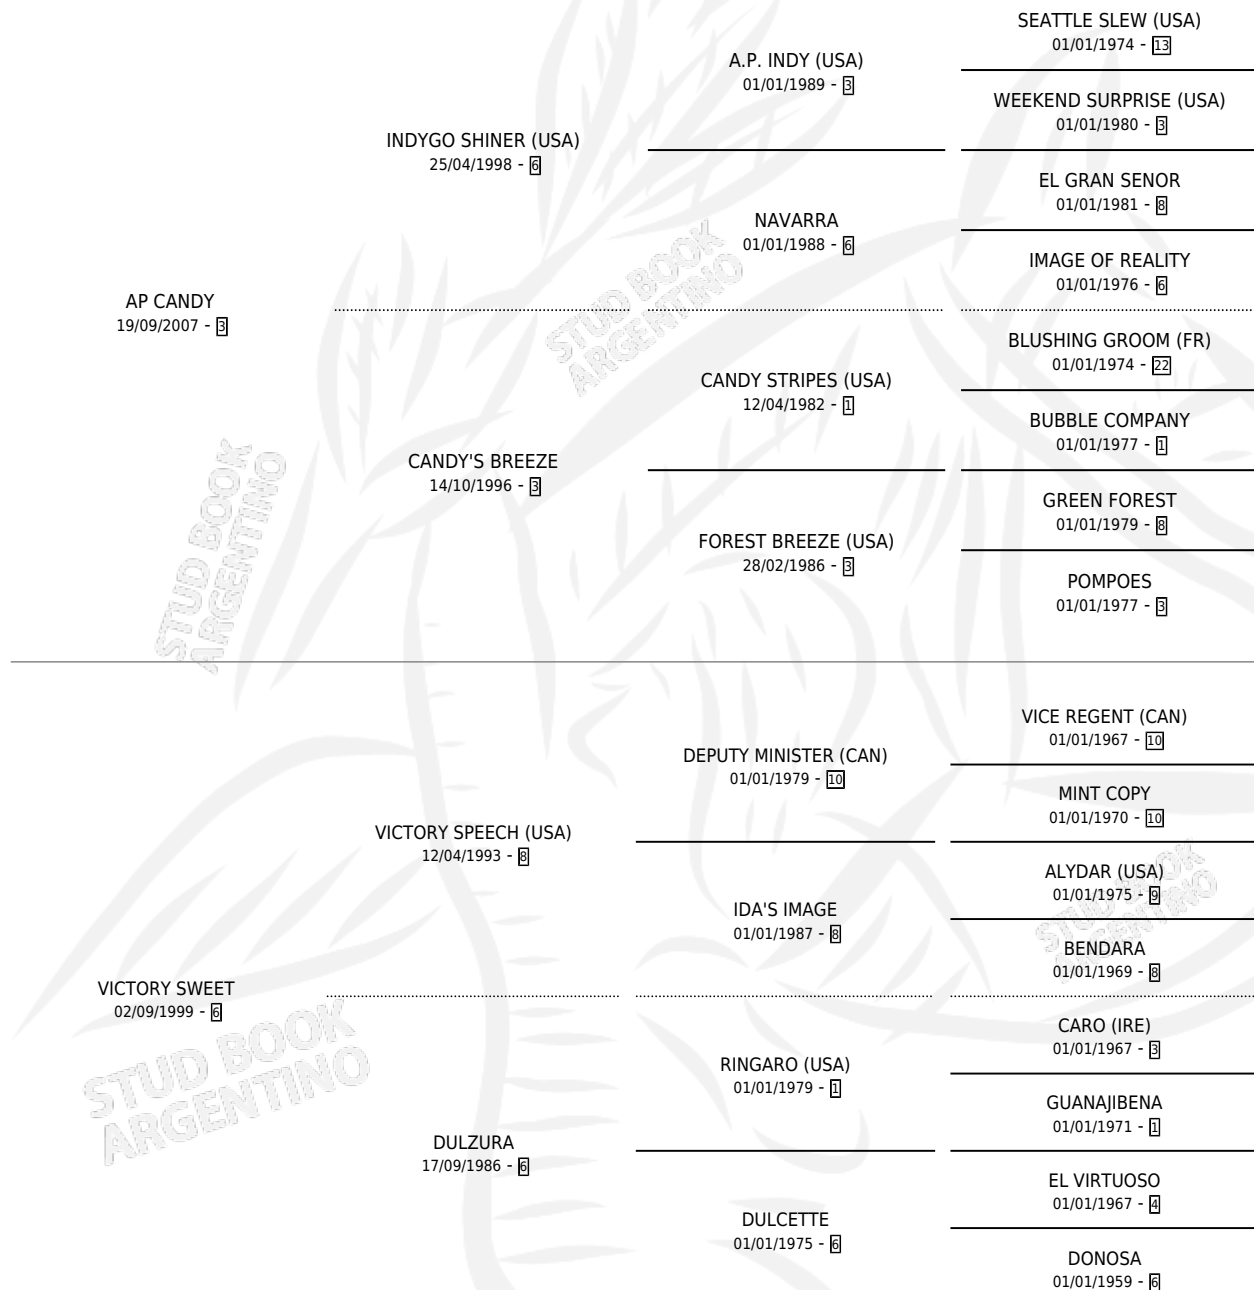 SEATTLE SLEW (USA)
01/01/1974 - 13
A.P. INDY (USA)
01/01/1989 - 3
WEEKEND SURPRISE (USA)
01/01/1980 - 3
INDYGO SHINER (USA)
25/04/1998 - 6
EL GRAN SENOR
01/01/1981 - 8
NAVARRA
01/01/1988 - 6
IMAGE OF REALITY
01/01/1976 - 6
AP CANDY
19/09/2007 - 3
BLUSHING GROOM (FR)
01/01/1974 - 22
CANDY STRIPES (USA)
12/04/1982 - 1
BUBBLE COMPANY
01/01/1977 - 1
CANDY'S BREEZE
14/10/1996 - 3
GREEN FOREST
01/01/1979 - 8
FOREST BREEZE (USA)
28/02/1986 - 3
POMPOES
01/01/1977 - 3
VICE REGENT (CAN)
01/01/1967 - 10
DEPUTY MINISTER (CAN)
01/01/1979 - 10
MINT COPY
01/01/1970 - 10
VICTORY SPEECH (USA)
12/04/1993 - 8
ALYDAR (USA)
01/01/1975 - 9
IDA'S IMAGE
01/01/1987 - 8
BENDARA
01/01/1969 - 8
VICTORY SWEET
02/09/1999 - 6
CARO (IRE)
01/01/1967 - 3
RINGARO (USA)
01/01/1979 - 1
GUANAJIBENA
01/01/1971 - 1
DULZURA
17/09/1986 - 6
EL VIRTUOSO
01/01/1967 - 4
DULCETTE
01/01/1975 - 6
DONOSA
01/01/1959 - 6
STUD BOOK
ARGENTINO
STUD BOOK
ARGENTINO
STUD BOOK
ARGENTINO
STUD BOOK
ARGENTINO